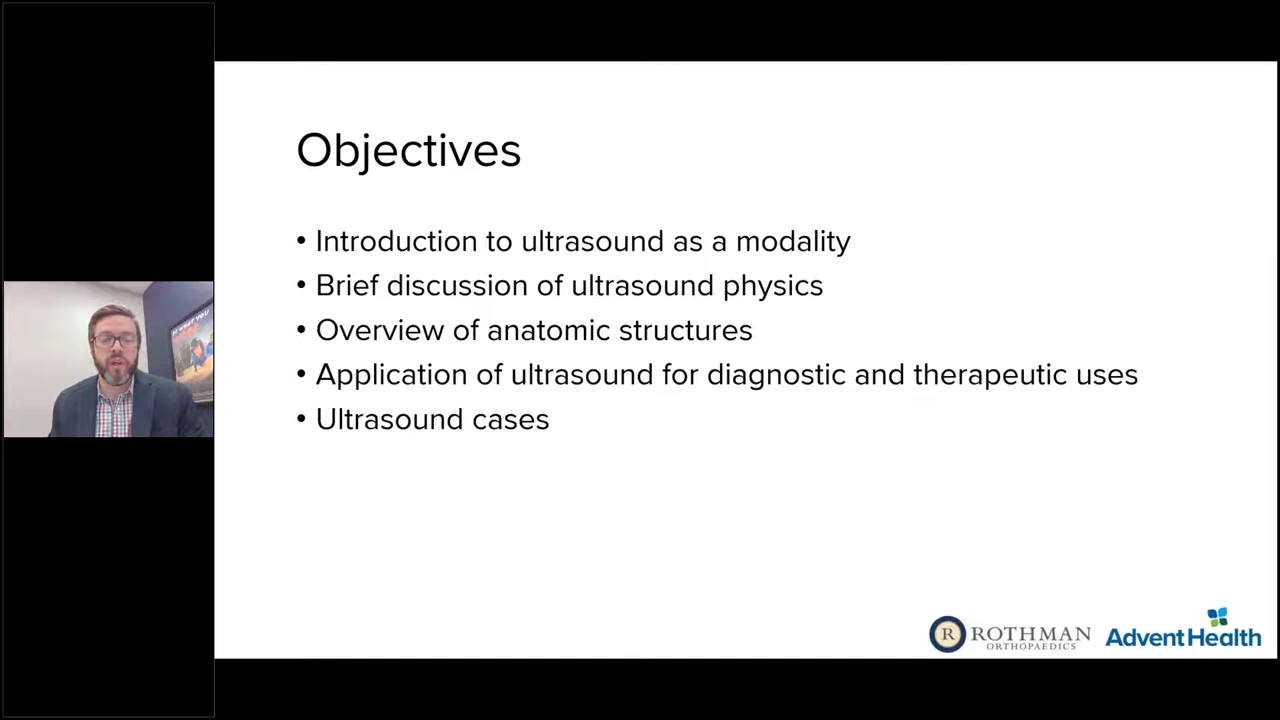 Objectives
• Introduction to ultrasound as a modality
• Brief discussion of ultrasound physics
• Overview of anatomic structures
• Application of ultrasound for diagnostic and therapeutic uses
• Ultrasound cases
R ROTHMAN
ORTHOPAEDICS
AdventHealth